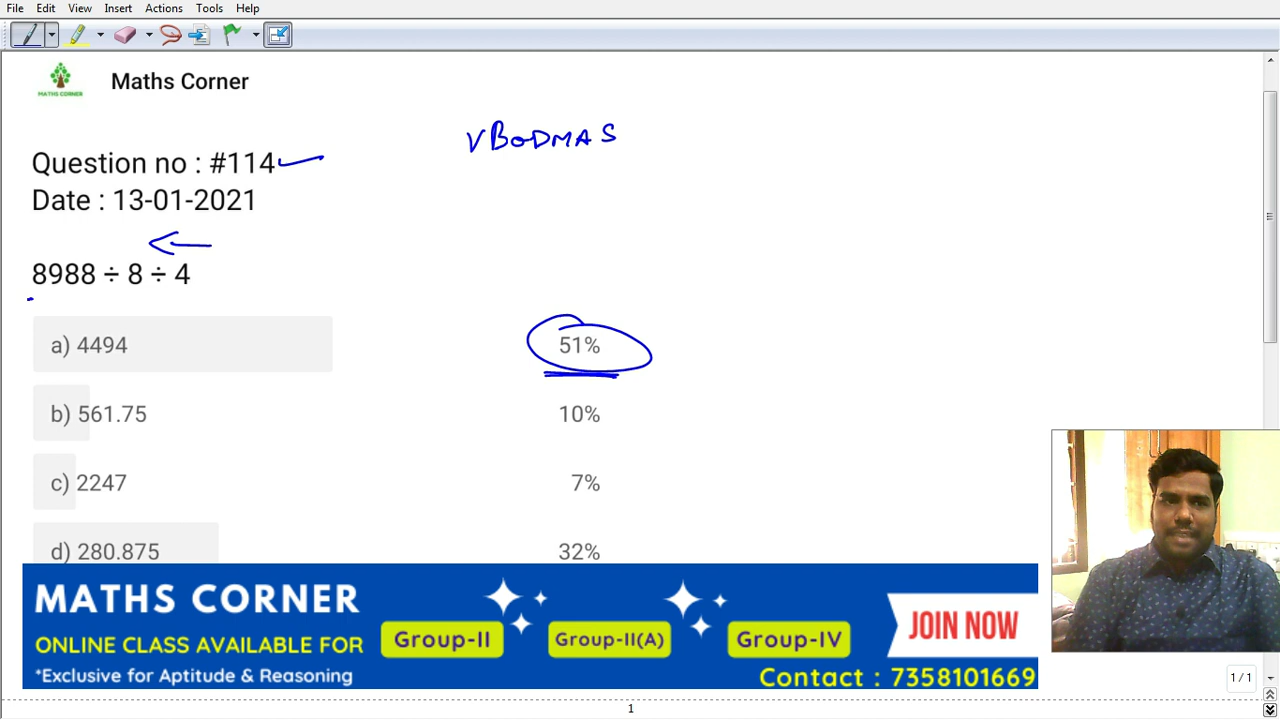 File Edit View Insert Actions Tools Help
MATHS CORNER
Maths Corner
VBODMAS
Question no : #114
Date : 13-01-2021
8988 ÷ 8 ÷ 4
a) 4494 51%
b) 561.75 10%
c) 2247 7%
d) 280.875 32%
MATHS CORNER
ONLINE CLASS AVAILABLE FOR Group-II Group-II(A) Group-IV JOIN NOW
*Exclusive for Aptitude & Reasoning Contact : 7358101669
1 / 1
1